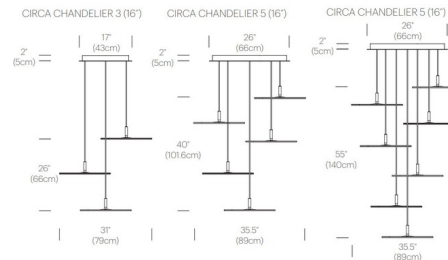 CIRCA CHANDELIER 3 (16")
17"
(43cm)
2"
(5cm)
26"
(66cm)
31"
(79cm)
CIRCA CHANDELIER 5 (16")
26"
(66cm)
2"
(5cm)
40"
(101.6cm)
35.5"
(89cm)
CIRCA CHANDELIER 5 (16")
26"
(66cm)
2"
(5cm)
55"
(140cm)
35.5"
(89cm)